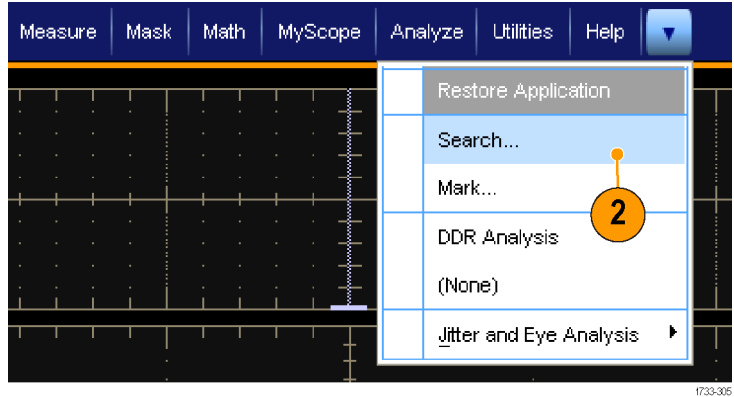 Measure Mask Math MyScope Analyze Utilities Help
Restore Application
Search...
Mark...
2
DDR Analysis
(None)
Jitter and Eye Analysis
1733-305